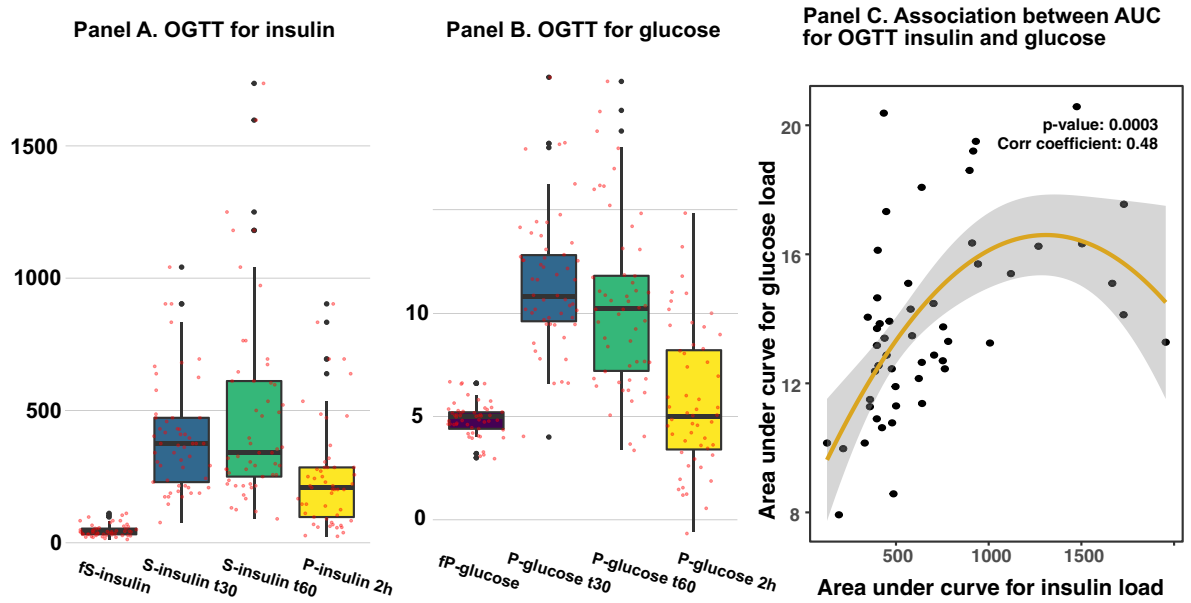 Panel A. OGTT for insulin
1500
1000
500
0
fS-insulin
S-insulin t30
S-insulin t60
P-insulin 2h
Panel B. OGTT for glucose
10
5
0
fP-glucose
P-glucose t30
P-glucose t60
P-glucose 2h
Panel C. Association between AUC
for OGTT insulin and glucose
p-value: 0.0003
Corr coefficient: 0.48
Area under curve for glucose load
20
16
12
8
500
1000
1500
Area under curve for insulin load